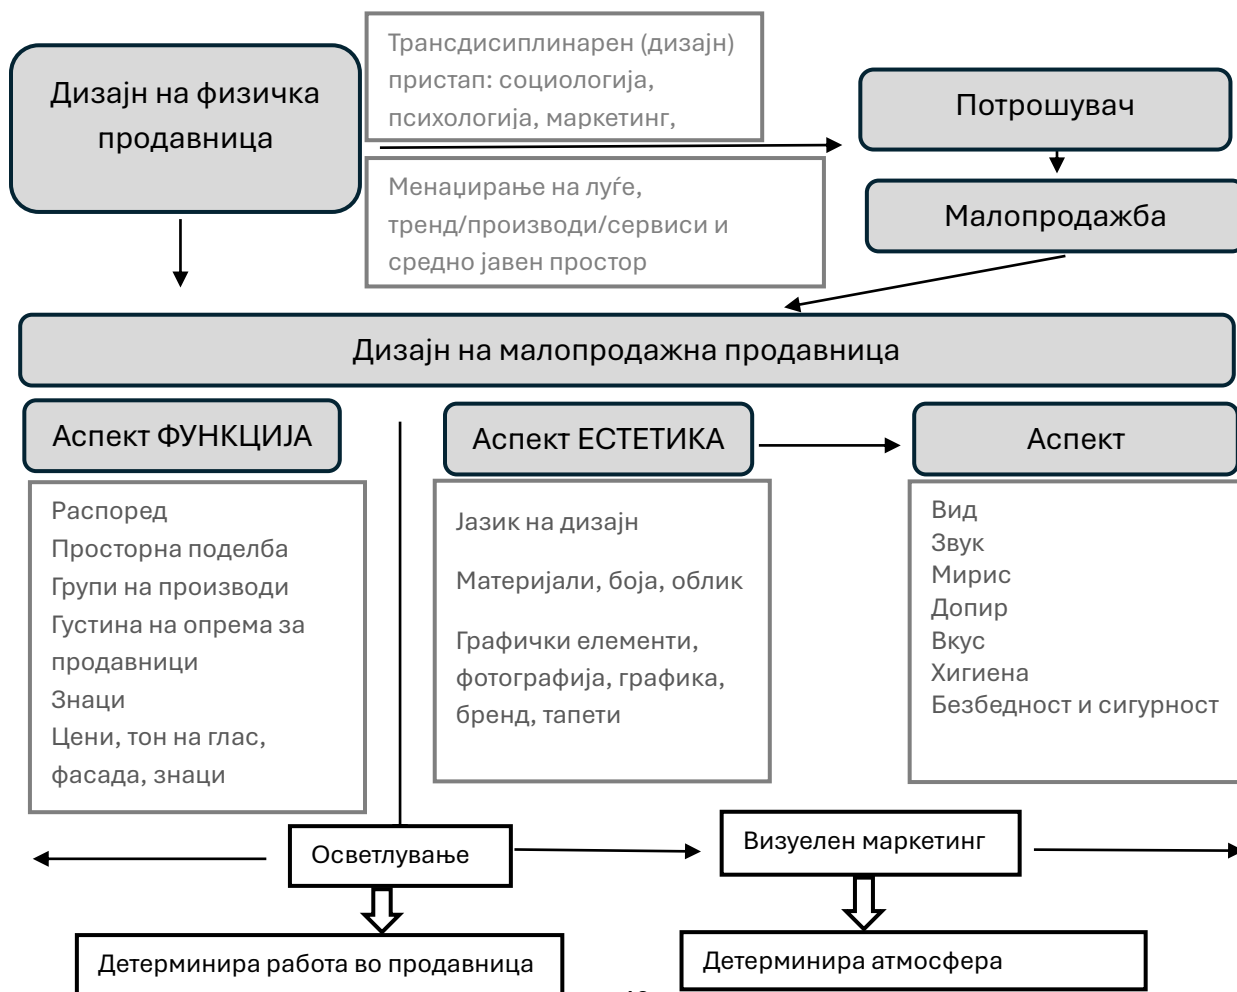 Дизајн на физичка
продавница
Трансдисиплинарен (дизајн)
пристап: социологија,
психологија, маркетинг,
Менаџирање на луѓе,
тренд/производи/сервиси и
средно јавен простор
Потрошувач
Малопродажба
Дизајн на малопродажна продавница
Аспект ФУНКЦИЈА
Распоред
Просторна поделба
Групи на производи
Густина на опрема за
продавници
Знаци
Цени, тон на глас,
фасада, знаци
Аспект ЕСТЕТИКА
Јазик на дизајн
Материјали, боја, облик
Графички елементи,
фотографија, графика,
бренд, тапети
Аспект
Вид
Звук
Мирис
Допир
Вкус
Хигиена
Безбедност и сигурност
Осветлување
Визуелен маркетинг
Детерминира работа во продавница
Детерминира атмосфера